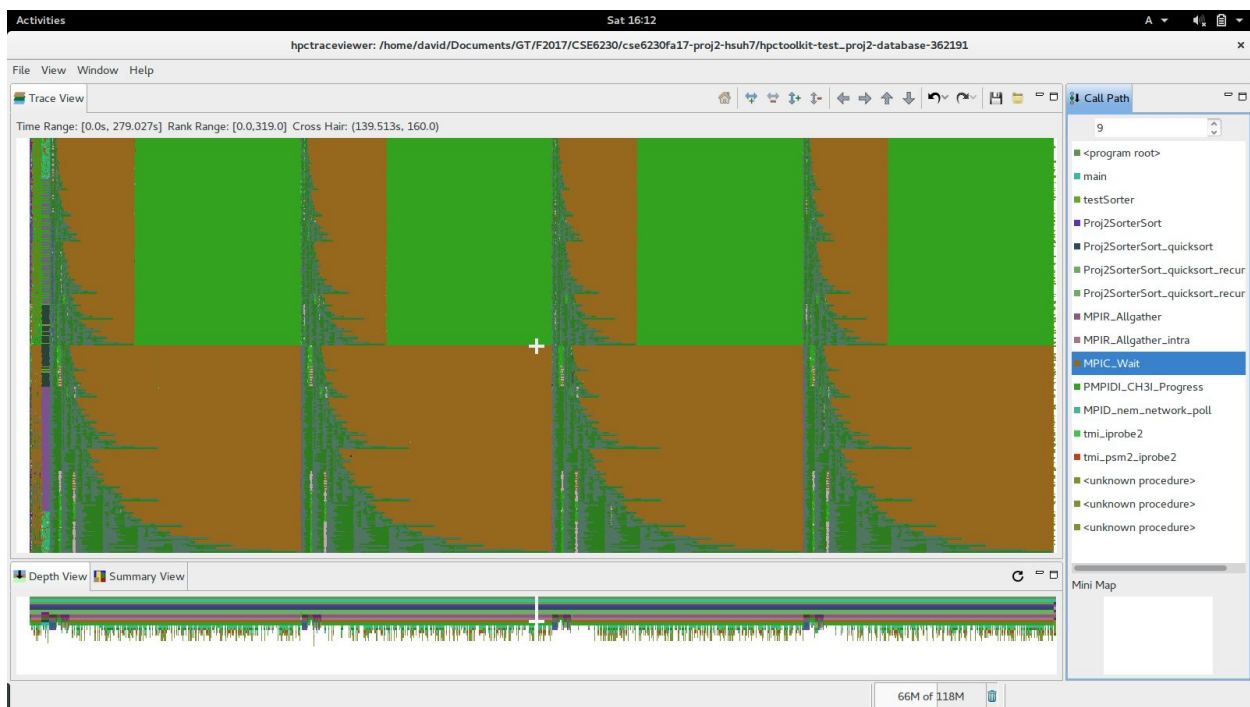 Activities Sat 16:12 A
hpctraceviewer: /home/david/Documents/GT/F2017/CSE6230/cse6230fa17-proj2-hsuh7/hpctoolkit-test_proj2-database-362191 ×
File View Window Help
Trace View
Time Range: [0.0s, 279.027s] Rank Range: [0.0,319.0] Cross Hair: (139.513s, 160.0)
Call Path
9
<program root>
main
testSorter
Proj2SorterSort
Proj2SorterSort_quicksort
Proj2SorterSort_quicksort_recur
Proj2SorterSort_quicksort_recur
MPIR_Allgather
MPIR_Allgather_intra
MPIC_Wait
PMPIDI_CH3I_Progress
MPID_nem_network_poll
tmi_iprobe2
tmi_psm2_iprobe2
<unknown procedure>
<unknown procedure>
<unknown procedure>
Depth View Summary View
Mini Map
66M of 118M